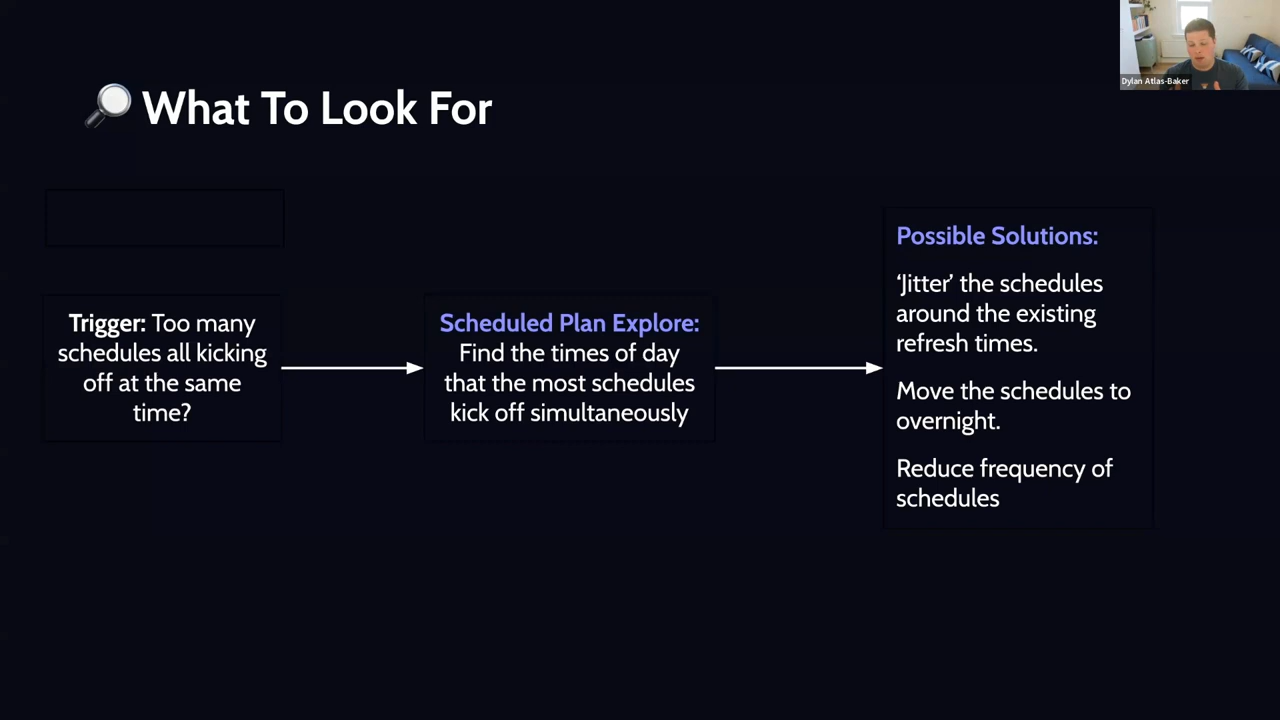 What To Look For
Dylan Atlas-Baker
Trigger: Too many
schedules all kicking
off at the same
time?
Scheduled Plan Explore:
Find the times of day
that the most schedules
kick off simultaneously
Possible Solutions:
‘Jitter’ the schedules
around the existing
refresh times.
Move the schedules to
overnight.
Reduce frequency of
schedules